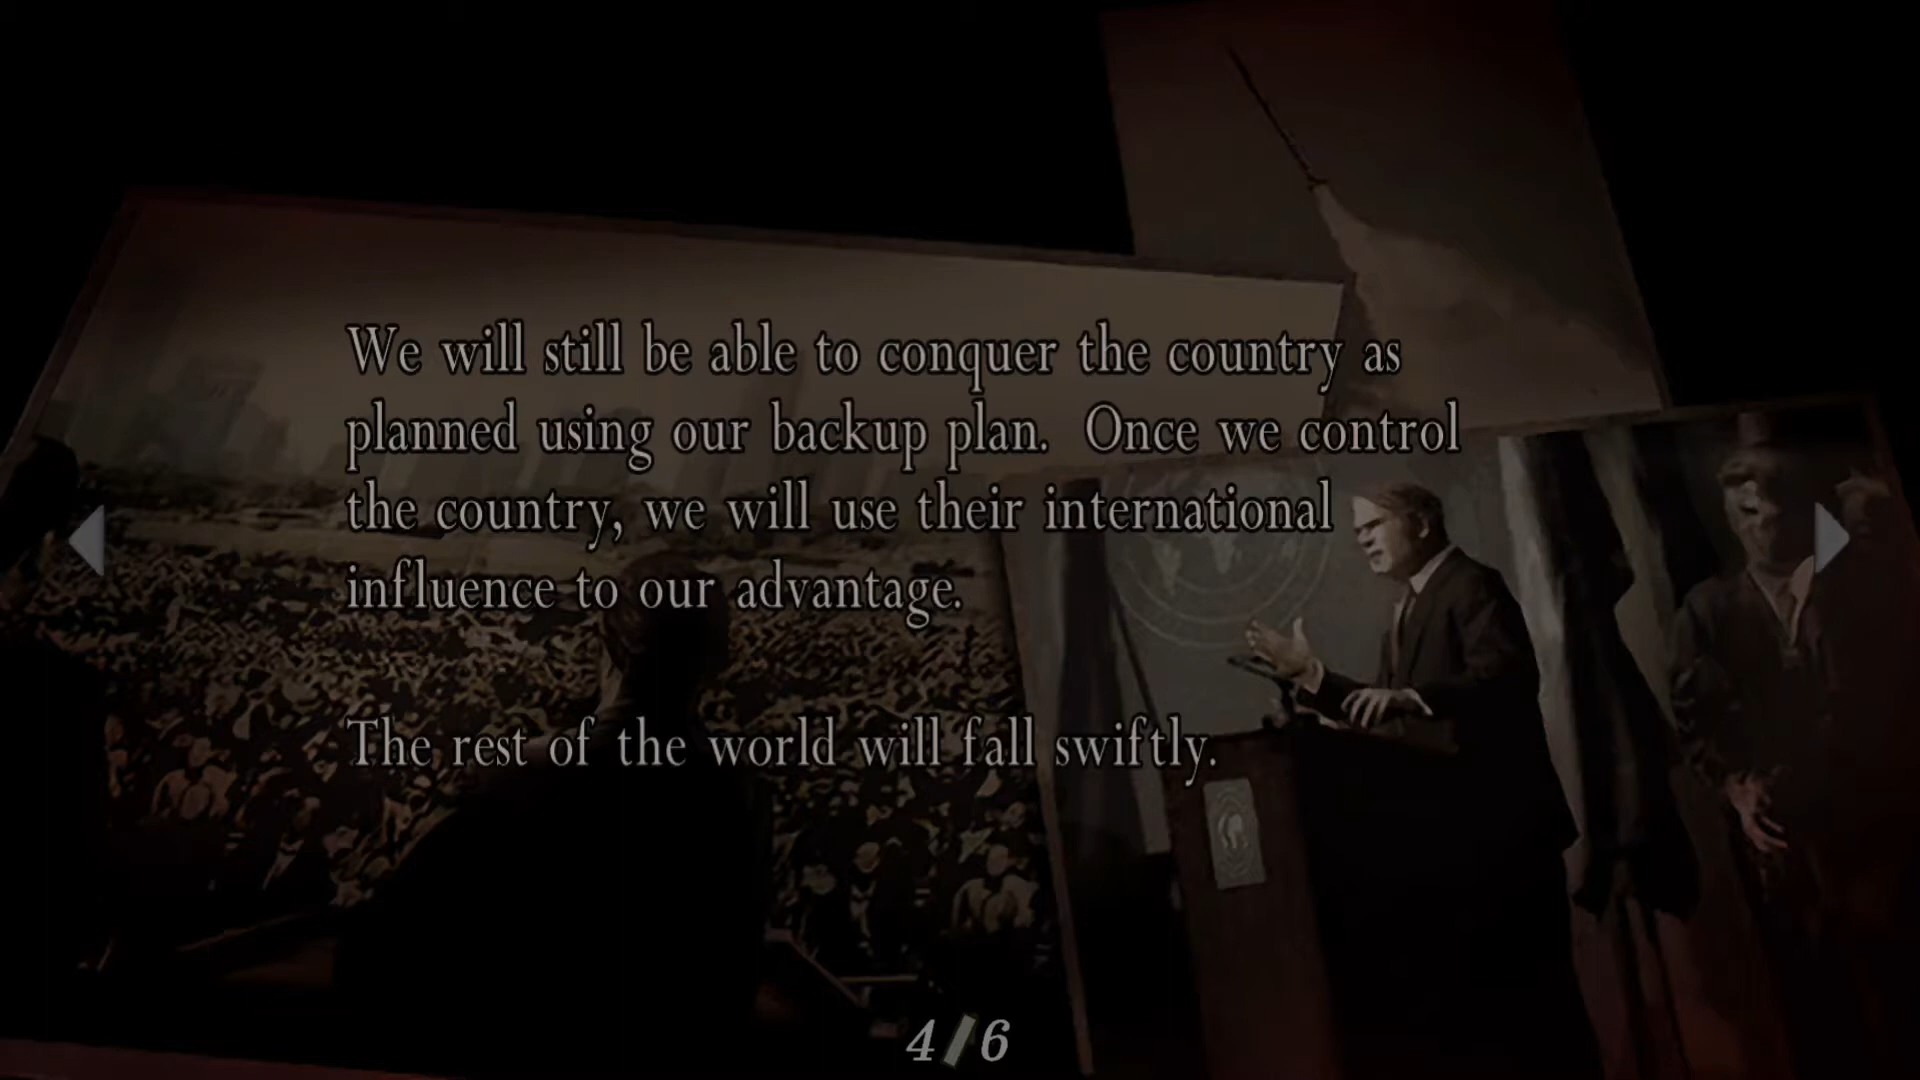 We will still be able to conquer the country as
planned using our backup plan. Once we control
the country, we will use their international
influence to our advantage.
The rest of the world will fall swiftly.
4/6